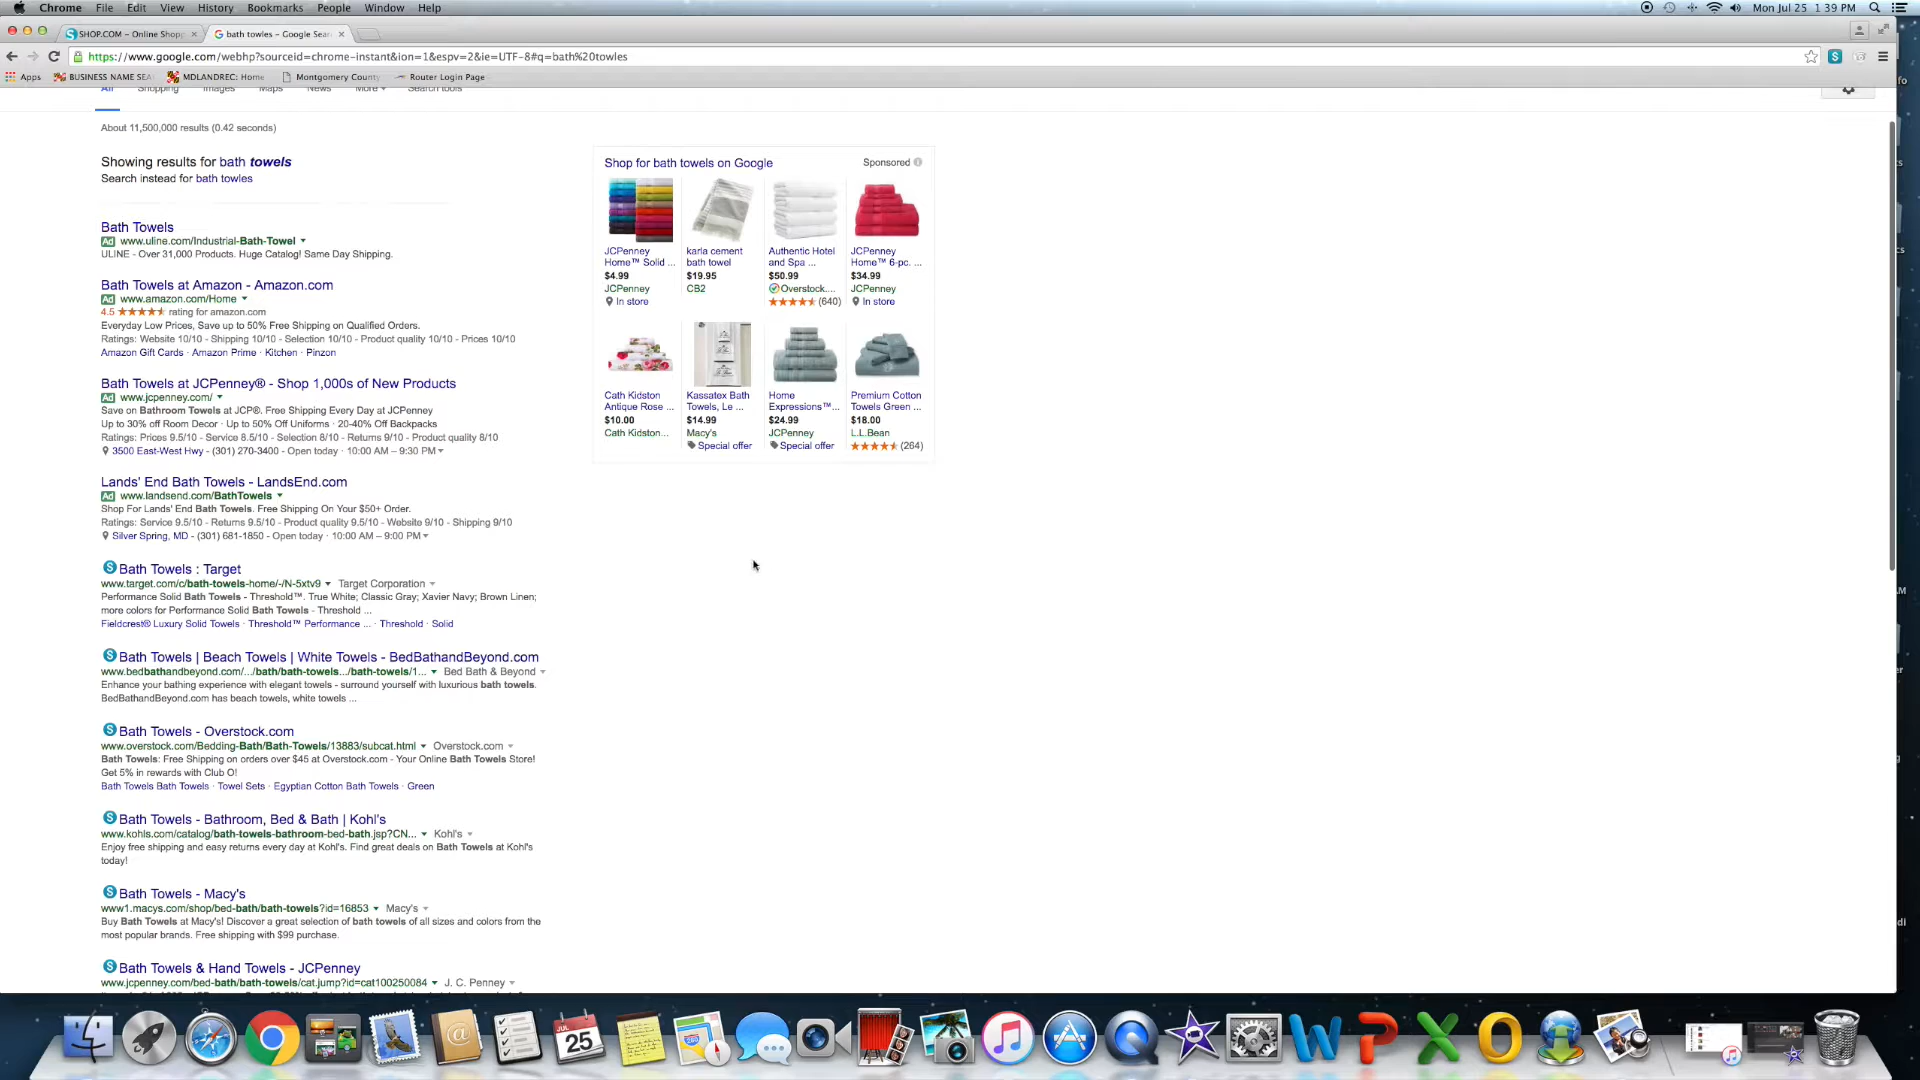 Chrome File Edit View History Bookmarks People Window Help
Mon Jul 25 1:39 PM
SHOP.COM – Online Shopp
bath towles – Google Sear
https://www.google.com/webhp?sourceid=chrome-instant&ion=1&espv=2&ie=UTF-8#q=bath%20towles
Apps BUSINESS NAME SEA MDLANDREC: Home Montgomery County Router Login Page
All Shopping Images Maps News More Search tools
About 11,500,000 results (0.42 seconds)
Showing results for bath towels
Search instead for bath towles
Bath Towels
Ad www.uline.com/Industrial-Bath-Towel
ULINE - Over 31,000 Products. Huge Catalog! Same Day Shipping.
Bath Towels at Amazon - Amazon.com
Ad www.amazon.com/Home
4.5 ★★★★★ rating for amazon.com
Everyday Low Prices, Save up to 50% Free Shipping on Qualified Orders.
Ratings: Website 10/10 - Shipping 10/10 - Selection 10/10 - Product quality 10/10 - Prices 10/10
Amazon Gift Cards · Amazon Prime · Kitchen · Pinzon
Bath Towels at JCPenney® - Shop 1,000s of New Products
Ad www.jcpenney.com/
Save on Bathroom Towels at JCP®. Free Shipping Every Day at JCPenney
Up to 30% off Room Decor · Up to 50% Off Uniforms · 20-40% Off Backpacks
Ratings: Prices 9.5/10 - Service 8.5/10 - Selection 8/10 - Returns 9/10 - Product quality 8/10
3500 East-West Hwy - (301) 270-3400 - Open today · 10:00 AM – 9:30 PM
Lands' End Bath Towels - LandsEnd.com
Ad www.landsend.com/BathTowels
Shop For Lands' End Bath Towels. Free Shipping On Your $50+ Order.
Ratings: Service 9.5/10 - Returns 9.5/10 - Product quality 9.5/10 - Website 9/10 - Shipping 9/10
Silver Spring, MD - (301) 681-1850 - Open today · 10:00 AM – 9:00 PM
Bath Towels : Target
www.target.com/c/bath-towels-home/-/N-5xtv9 Target Corporation
Performance Solid Bath Towels - Threshold™. True White; Classic Gray; Xavier Navy; Brown Linen;
more colors for Performance Solid Bath Towels - Threshold ...
Fieldcrest® Luxury Solid Towels · Threshold™ Performance ... · Threshold · Solid
Bath Towels | Beach Towels | White Towels - BedBathandBeyond.com
www.bedbathandbeyond.com/.../bath/bath-towels.../bath-towels/1... Bed Bath & Beyond
Enhance your bathing experience with elegant towels - surround yourself with luxurious bath towels.
BedBathandBeyond.com has beach towels, white towels ...
Bath Towels - Overstock.com
www.overstock.com/Bedding-Bath/Bath-Towels/13883/subcat.html Overstock.com
Bath Towels: Free Shipping on orders over $45 at Overstock.com - Your Online Bath Towels Store!
Get 5% in rewards with Club O!
Bath Towels Bath Towels · Towel Sets · Egyptian Cotton Bath Towels · Green
Bath Towels - Bathroom, Bed & Bath | Kohl's
www.kohls.com/catalog/bath-towels-bathroom-bed-bath.jsp?CN... Kohl's
Enjoy free shipping and easy returns every day at Kohl's. Find great deals on Bath Towels at Kohl's
today!
Bath Towels - Macy's
www1.macys.com/shop/bed-bath/bath-towels?id=16853 Macy's
Buy Bath Towels at Macy's! Discover a great selection of bath towels of all sizes and colors from the
most popular brands. Free shipping with $99 purchase.
Bath Towels & Hand Towels - JCPenney
www.jcpenney.com/bed-bath/bath-towels/cat.jump?id=cat100250084 J. C. Penney
Shop for bath towels on Google Sponsored
JCPenney
Home™ Solid ...
$4.99
JCPenney
In store
karla cement
bath towel
$19.95
CB2
Authentic Hotel
and Spa ...
$50.99
Overstock....
★★★★★ (640)
JCPenney
Home™ 6-pc. ...
$34.99
JCPenney
In store
Cath Kidston
Antique Rose ...
$10.00
Cath Kidston...
Kassatex Bath
Towels, Le ...
$14.99
Macy's
Special offer
Home
Expressions™...
$24.99
JCPenney
Special offer
Premium Cotton
Towels Green ...
$18.00
L.L.Bean
★★★★★ (264)
JUL
25